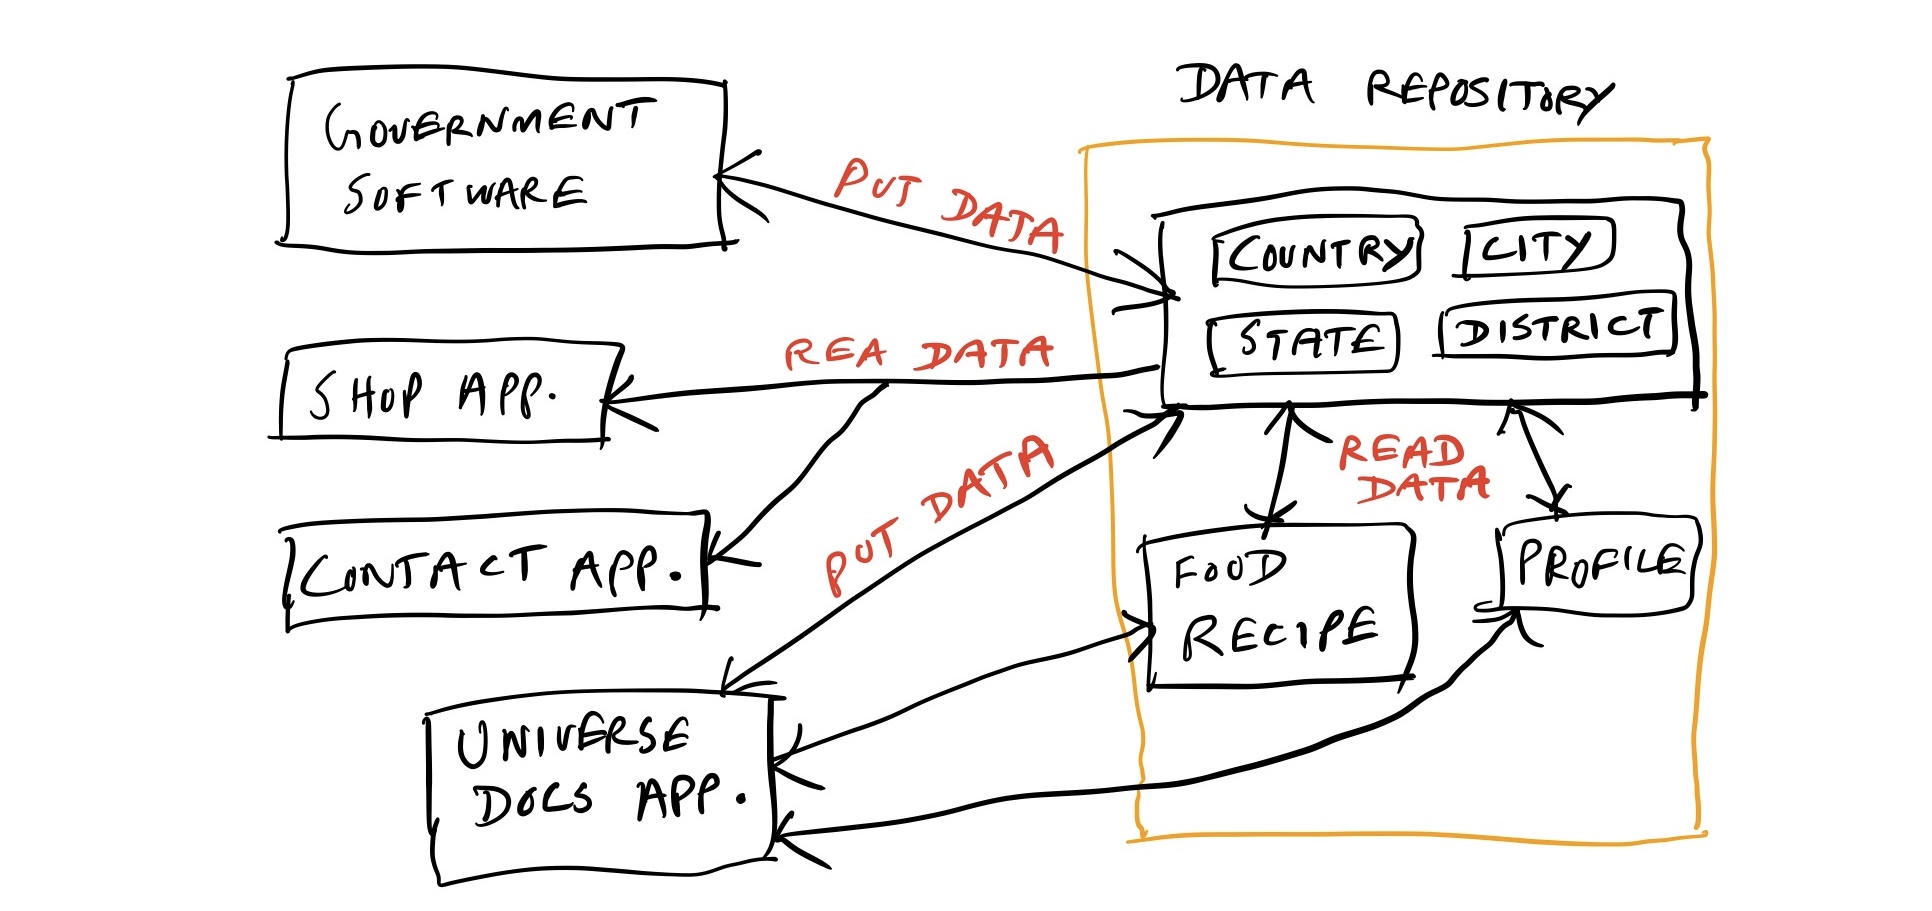 DATA REPOSITORY
GOVERNMENT
SOFTWARE
PUT DATA
COUNTRY
CITY
STATE
DISTRICT
REA DATA
SHOP APP.
READ
DATA
PUT DATA
CONTACT APP.
FOOD
RECIPE
PROFILE
UNIVERSE
DOCS APP.